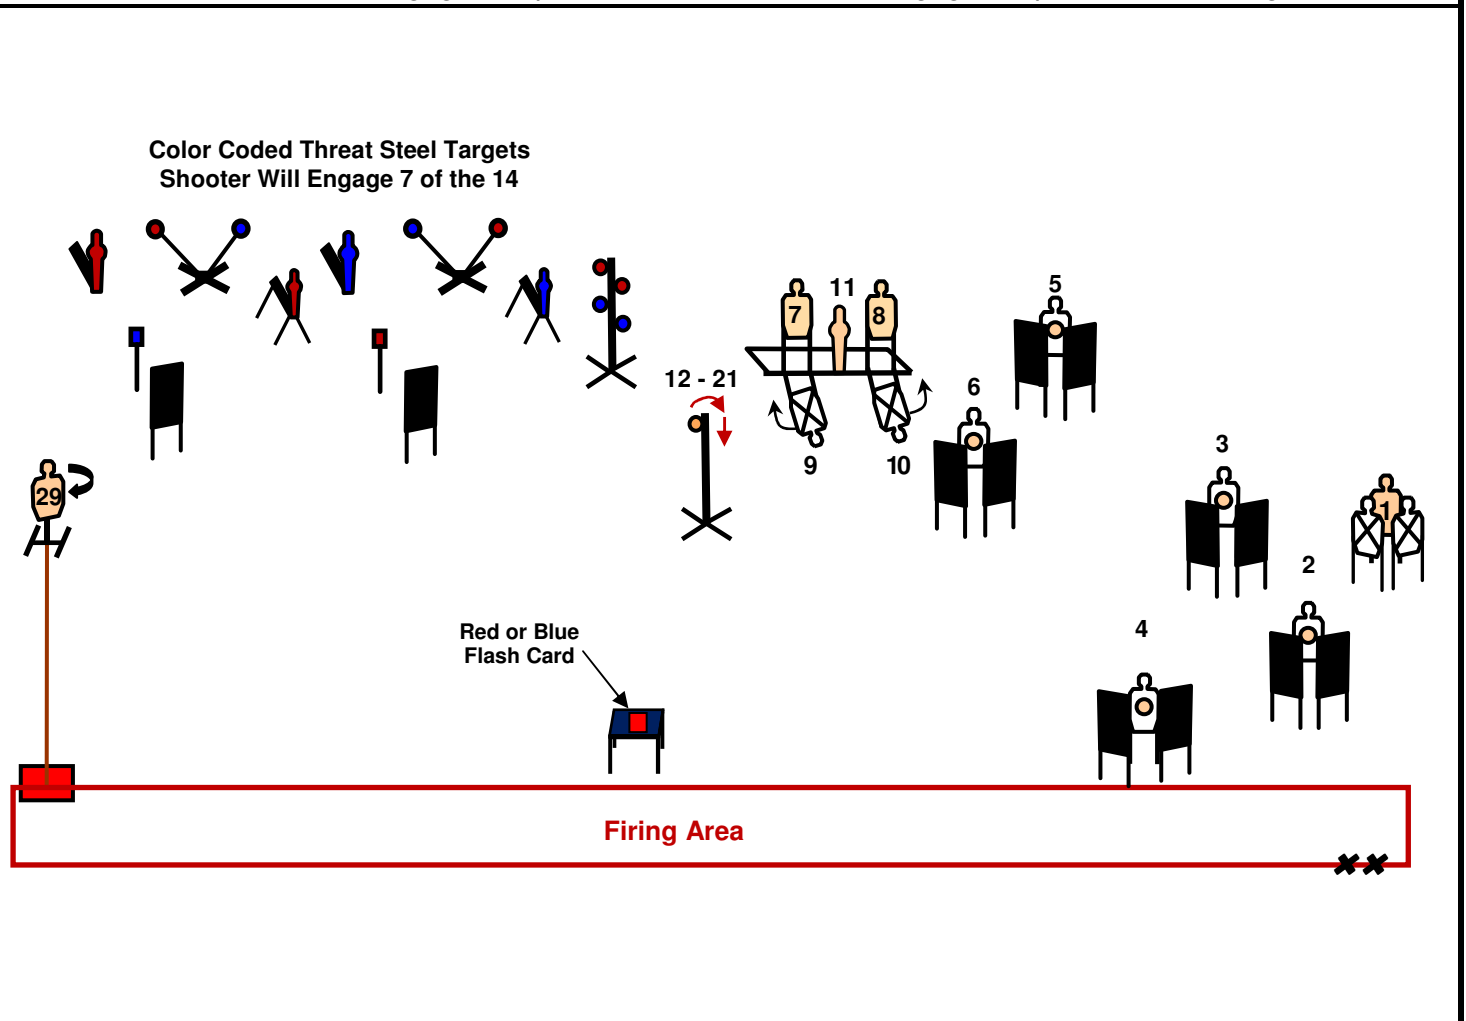 Color Coded Threat Steel Targets
Shooter Will Engage 7 of the 14
11
7
8
5
12 - 21
6
9
10
3
29
1
2
Red or Blue
Flash Card
4
Firing Area